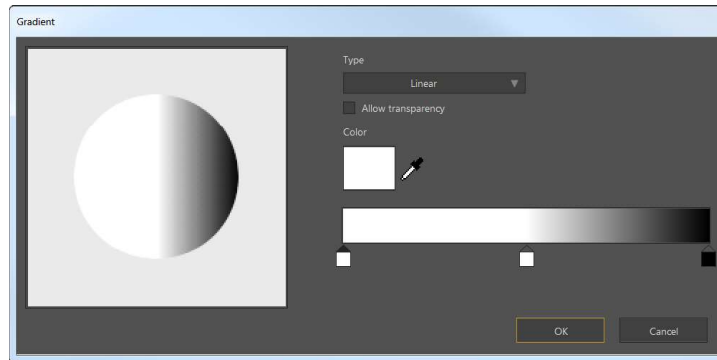 Gradient
Type
Linear
Allow transparency
Color
OK
Cancel